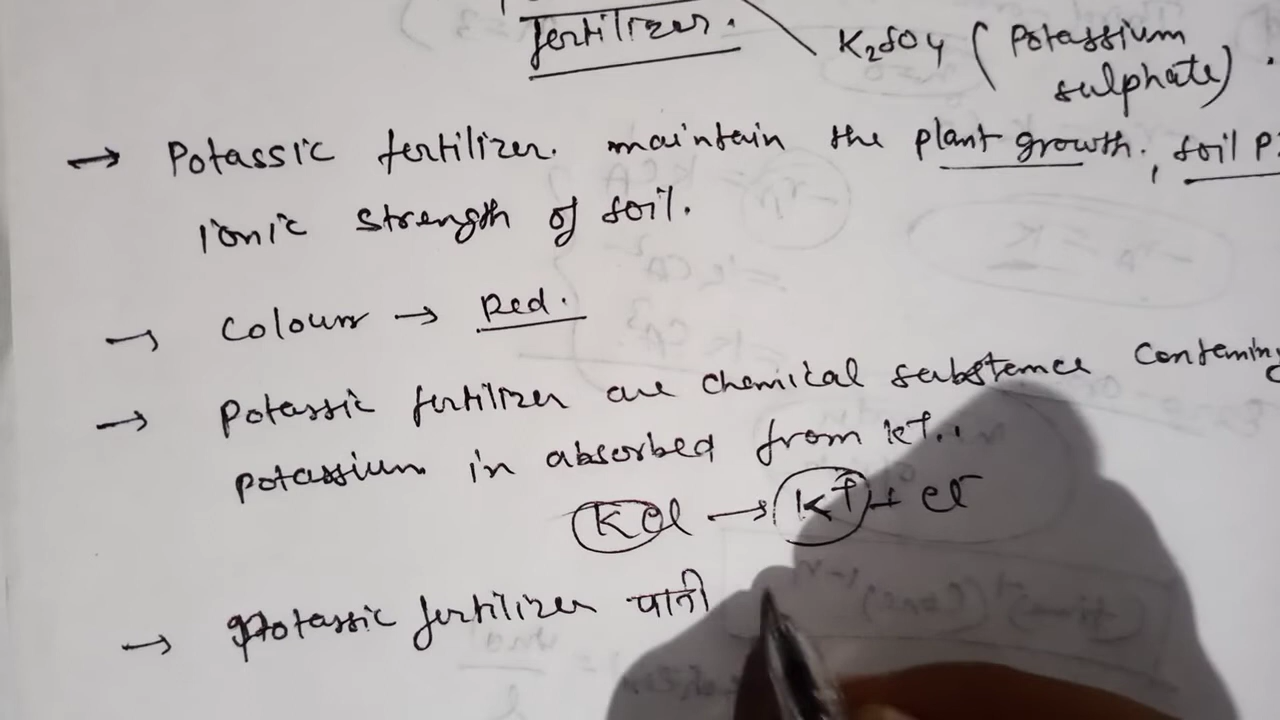 fertilizer.
K₂SO₄ (Potassium
sulphate).
→ Potassic fertilizer. maintain the plant growth., soil P
ionic strength of soil.
→ Colour → Red.
→ Potassic fertilizer are chemical substance
potassium in absorbed from K⁺..
KCl → K⁺ + Cl⁻
→ Potassic fertilizer पानी